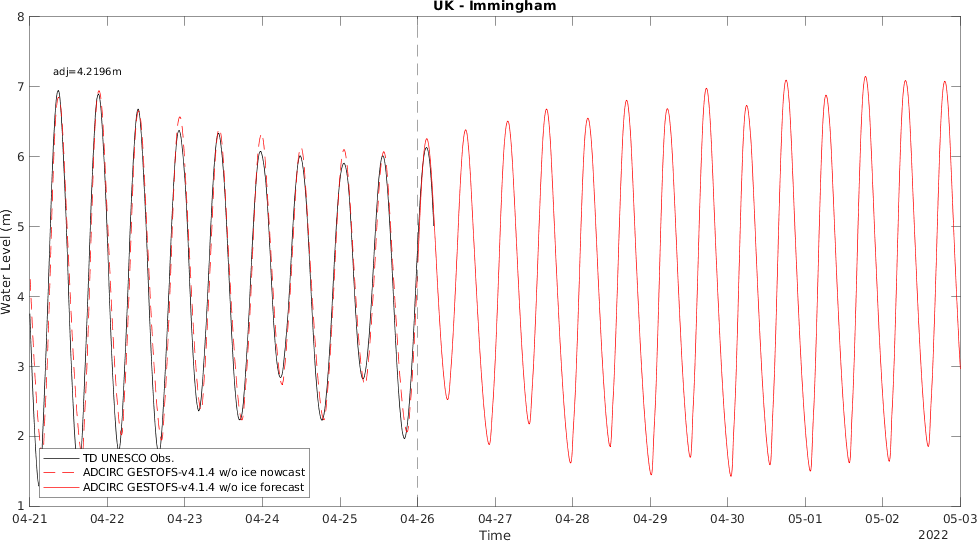 UK - Immingham
8
7
6
5
4
3
2
1
Water Level (m)
adj=4.2196m
TD UNESCO Obs.
ADCIRC GESTOFS-v4.1.4 w/o ice nowcast
ADCIRC GESTOFS-v4.1.4 w/o ice forecast
04-21 04-22 04-23 04-24 04-25 04-26 04-27 04-28 04-29 04-30 05-01 05-02 05-03
Time
2022